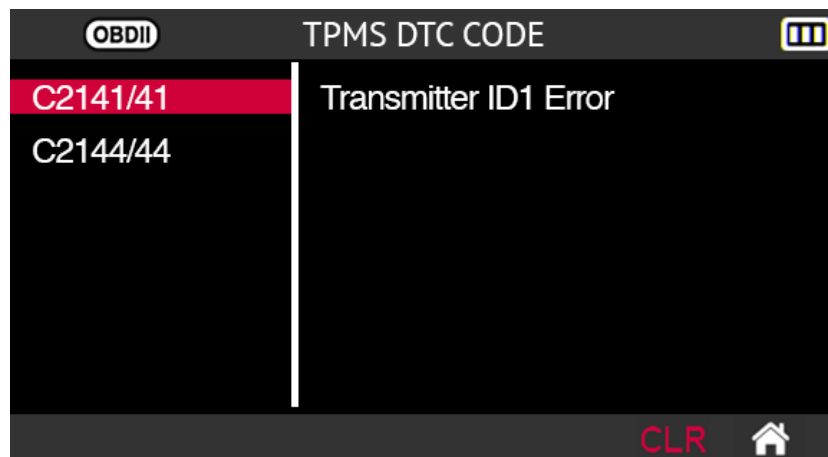 OBDII TPMS DTC CODE
C2141/41 Transmitter ID1 Error
C2144/44
CLR